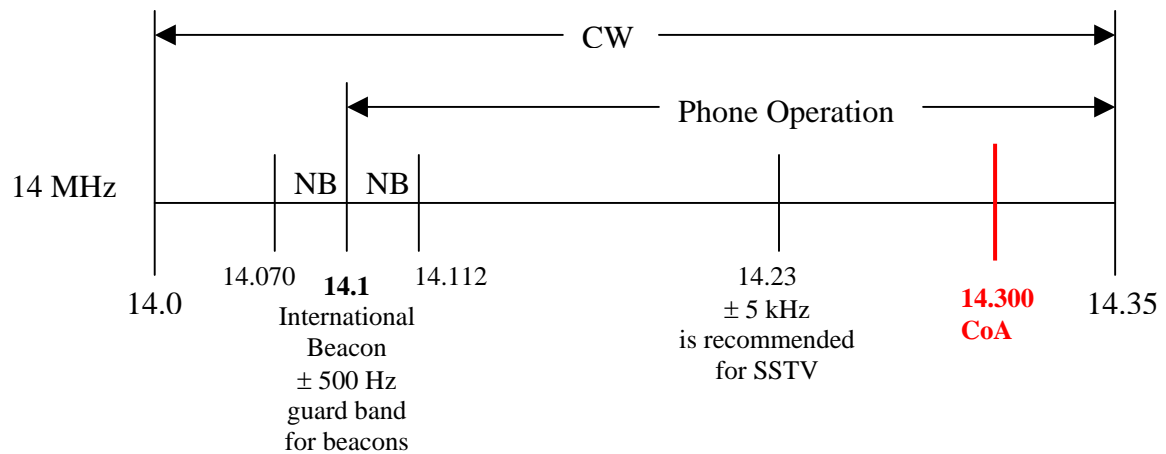 CW
Phone Operation
14 MHz
NB
NB
14.0
14.070
14.1
International
Beacon
± 500 Hz
guard band
for beacons
14.112
14.23
± 5 kHz
is recommended
for SSTV
14.300
CoA
14.35